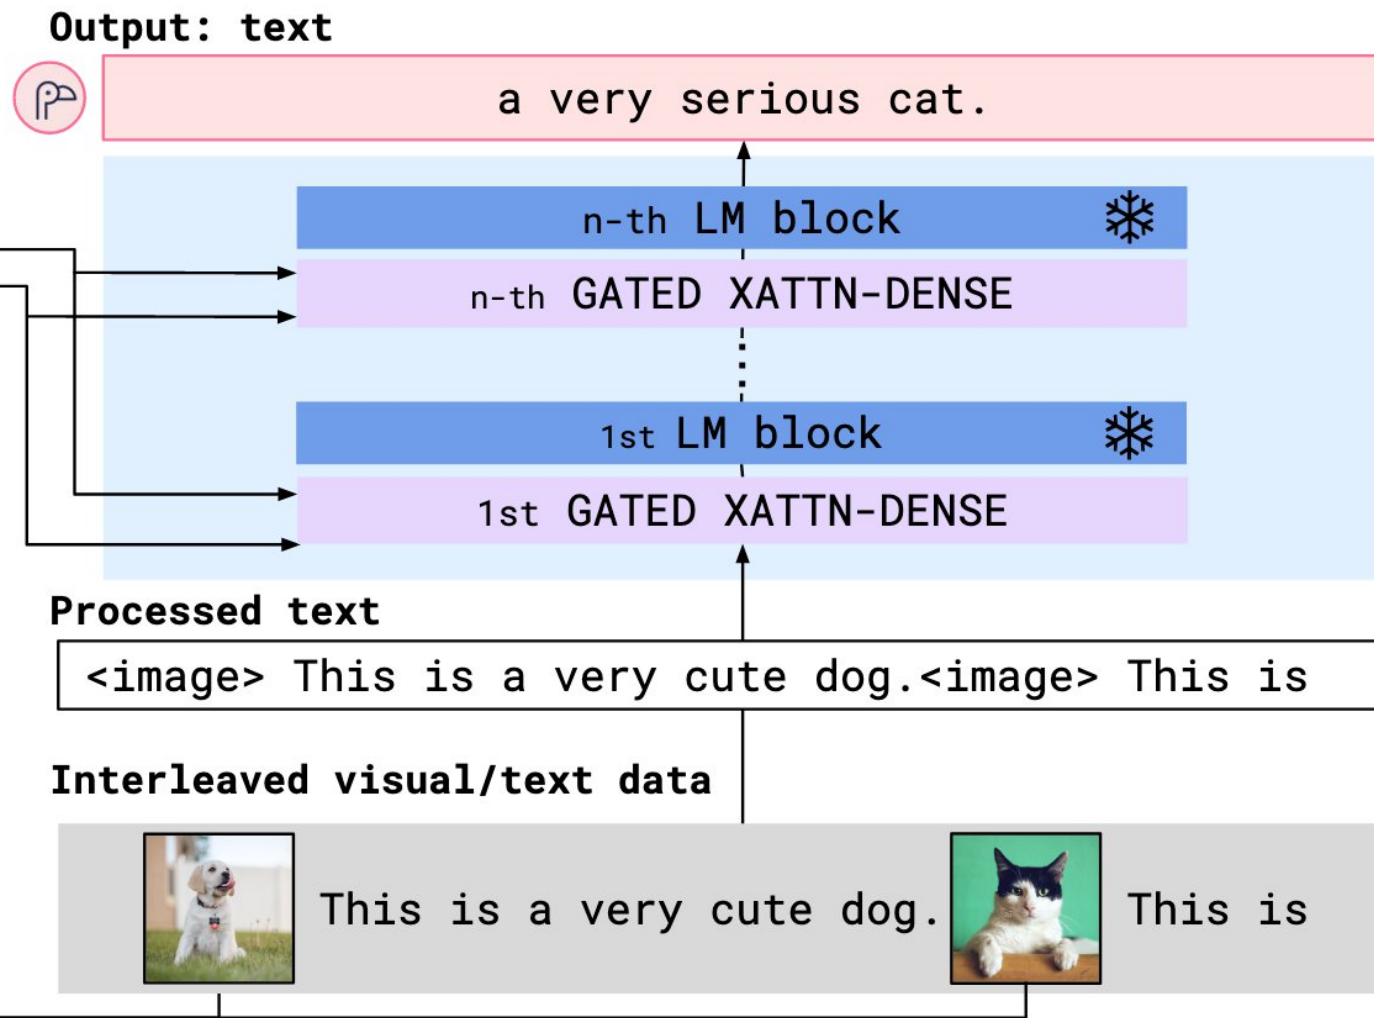 Output: text
a very serious cat.
n-th LM block
n-th GATED XATTN-DENSE
1st LM block
1st GATED XATTN-DENSE
Processed text
<image> This is a very cute dog.<image> This is
Interleaved visual/text data
This is a very cute dog. This is